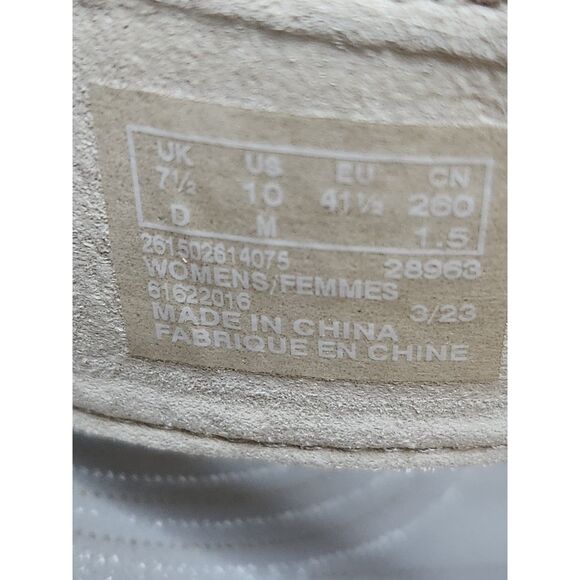 UK US EU CN
7½ 10 41½ 260
D M 1.5
261502614075 28963
WOMENS/FEMMES
61622016 3/23
MADE IN CHINA
FABRIQUE EN CHINE